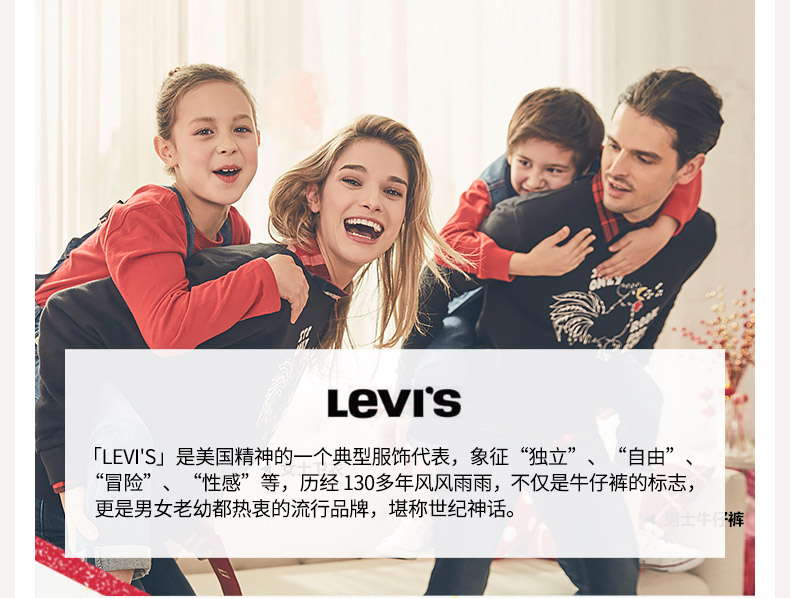 ONLY
LEVI'S
「LEVI'S」是美国精神的一个典型服饰代表，象征“独立”、“自由”、
“冒险”、“性感”等，历经 130多年风风雨雨，不仅是牛仔裤的标志，
更是男女老幼都热衷的流行品牌，堪称世纪神话。
男士牛仔裤